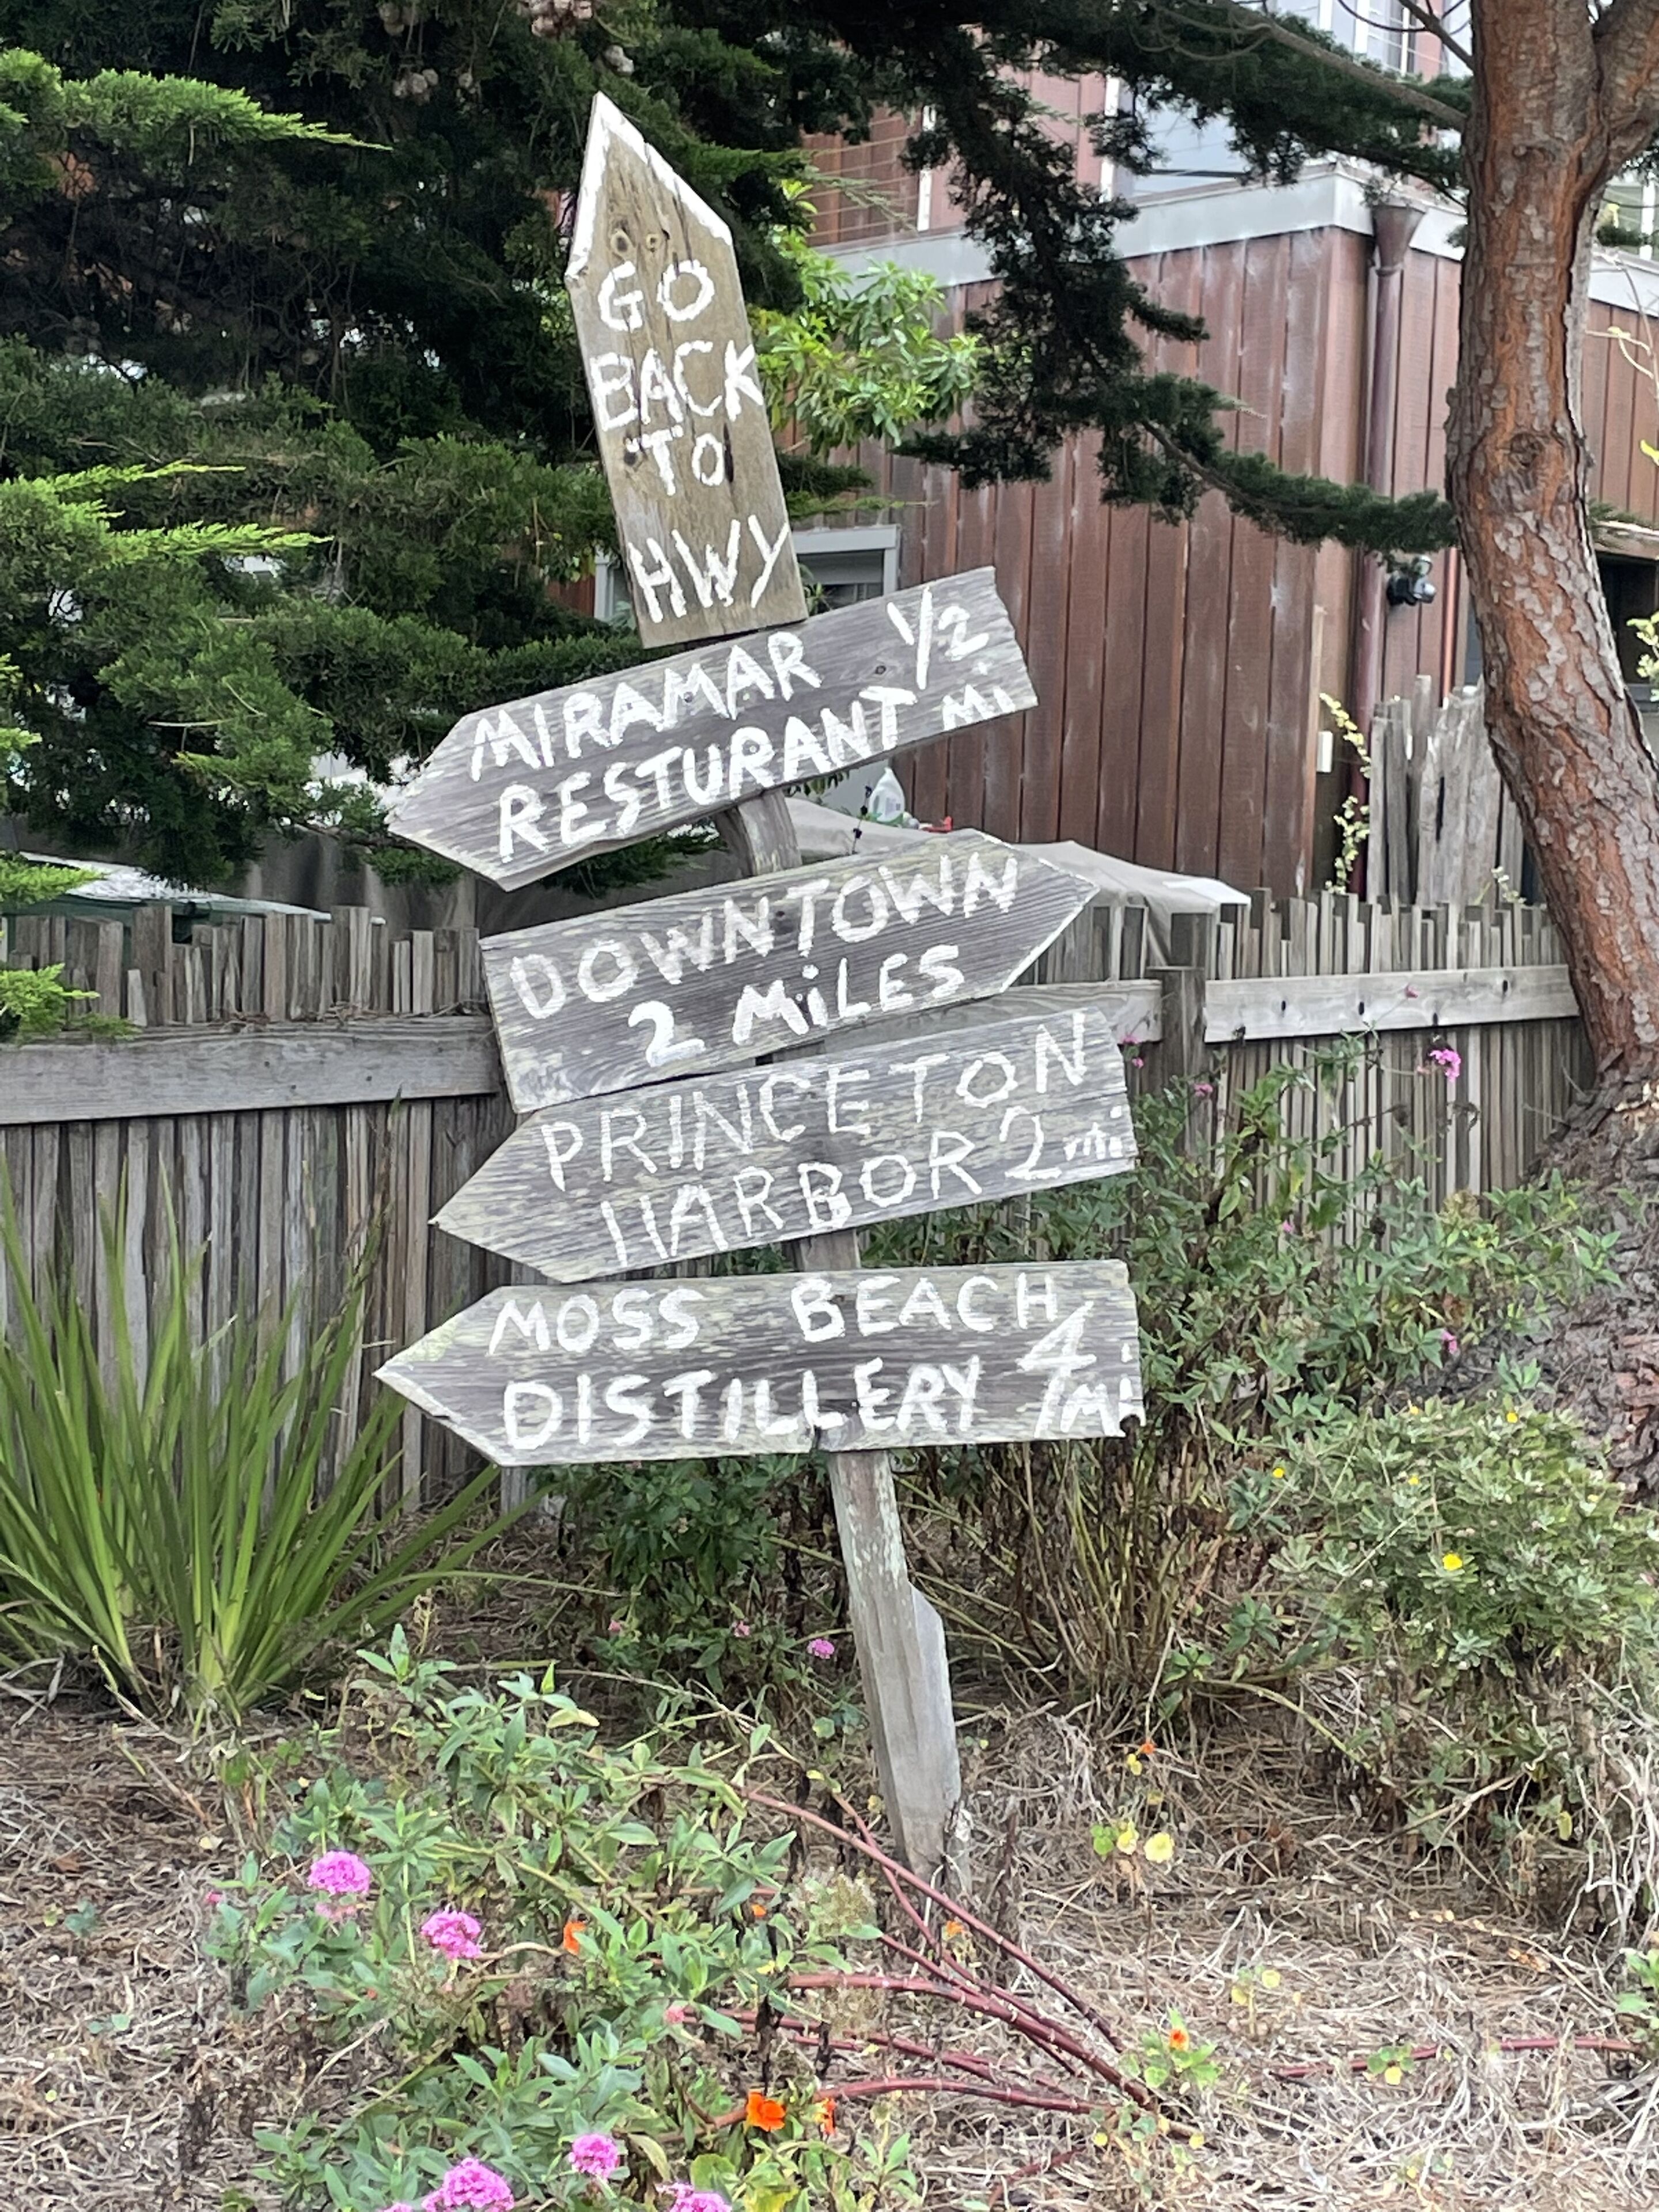 GO
BACK
TO
HWY
MIRAMAR 1/2
RESTURANT Mi
DOWNTOWN
2 MiLES
PRINCETON
HARBOR 2 mi
MOSS BEACH
DISTILLERY 4 Mi